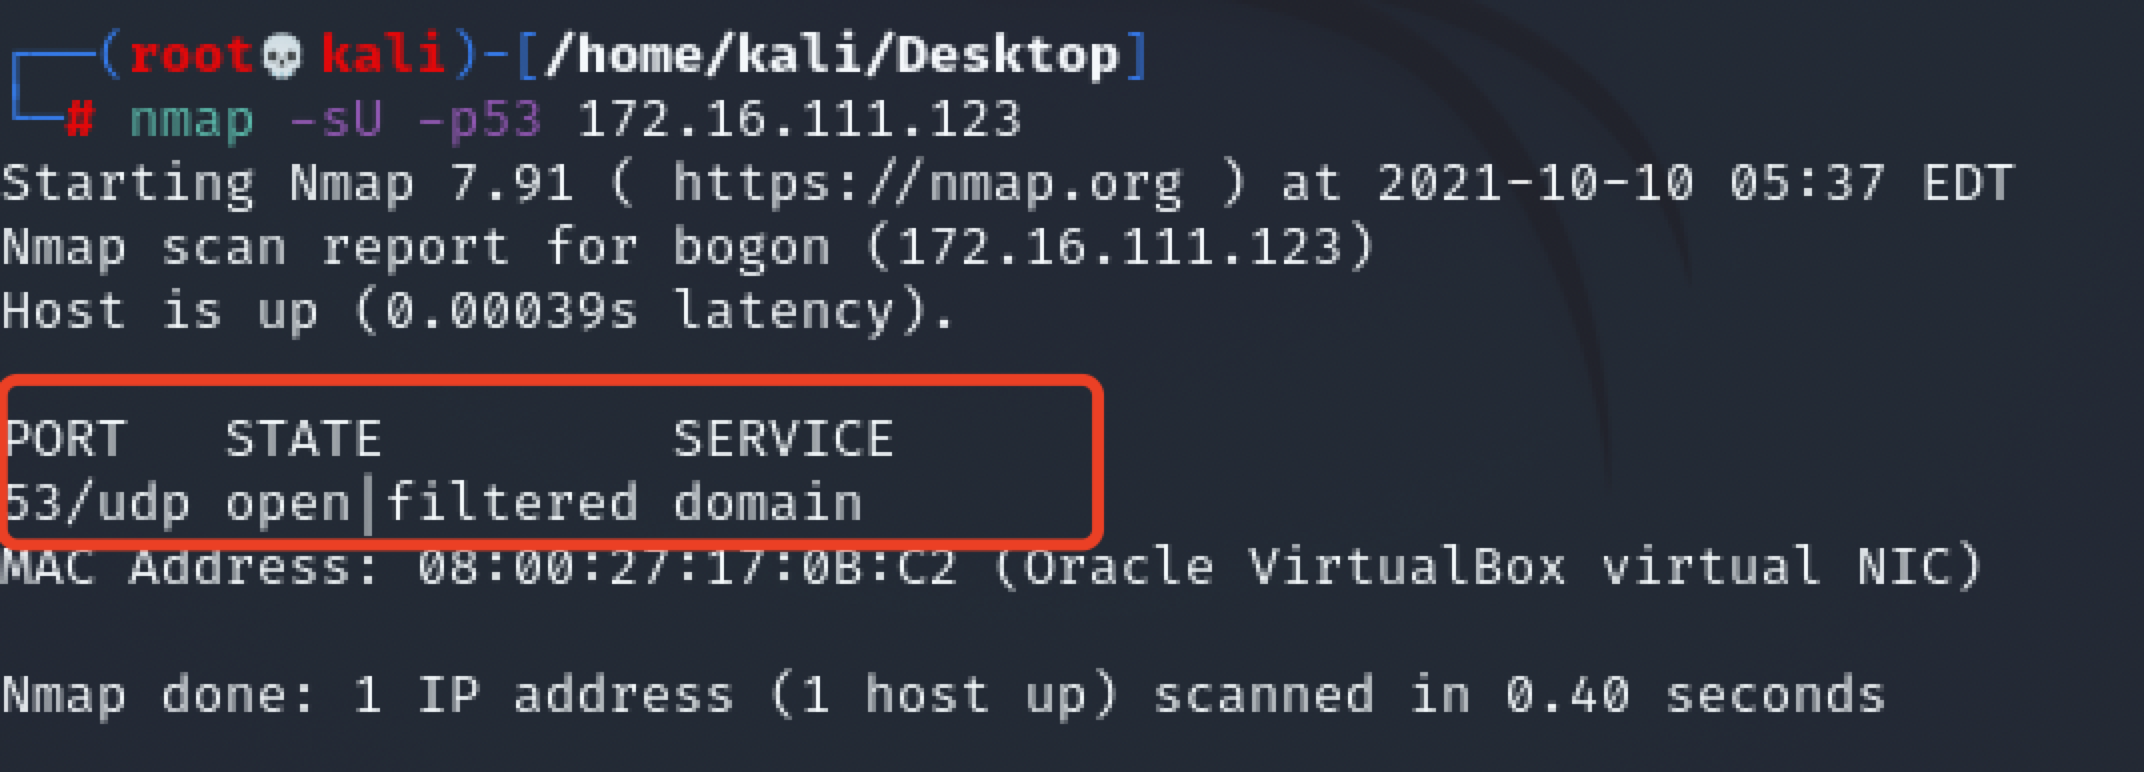 ┌──(root💀kali)-[/home/kali/Desktop]
└─# nmap -sU -p53 172.16.111.123
Starting Nmap 7.91 ( https://nmap.org ) at 2021-10-10 05:37 EDT
Nmap scan report for bogon (172.16.111.123)
Host is up (0.00039s latency).
PORT   STATE         SERVICE
53/udp open|filtered domain
MAC Address: 08:00:27:17:0B:C2 (Oracle VirtualBox virtual NIC)
Nmap done: 1 IP address (1 host up) scanned in 0.40 seconds